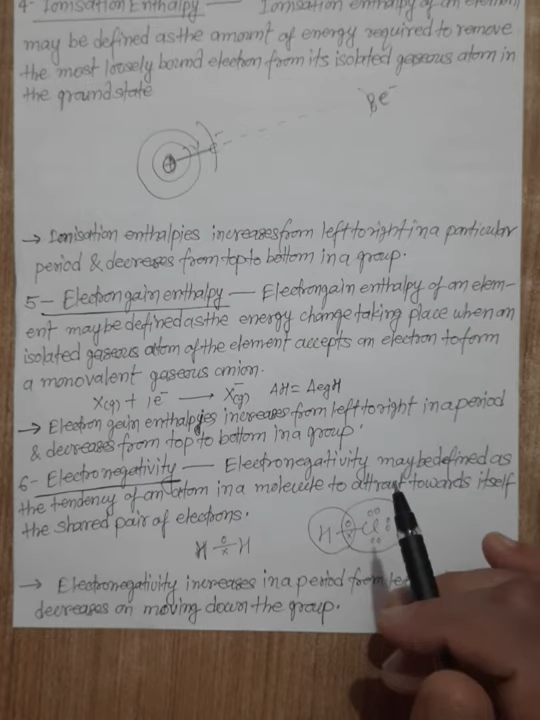 4- Ionisation Enthalpy — Ionisation enthalpy of an element
may be defined as the amount of energy required to remove
the most loosely bound electron from its isolated gaseous atom in
the ground state
e⁻
+
→ Ionisation enthalpies increases from left to right in a particular
period & decreases from top to bottom in a group.
5- Electron gain enthalpy — Electron gain enthalpy of an elem-
ent may be defined as the energy change taking place when an
isolated gaseous atom of the element accepts an electron to form
a monovalent gaseous anion.
X(g) + 1e⁻ → X⁻(g) ΔH = ΔegH
→ Electron gain enthalpies increases from left to right in a period
& decreases from top to bottom in a group.
6- Electronegativity — Electronegativity may be defined as
the tendency of an atom in a molecule to attract towards itself
the shared pair of electrons.
H Cl
H H
→ Electronegativity increases in a period from le
decreases on moving down the group.